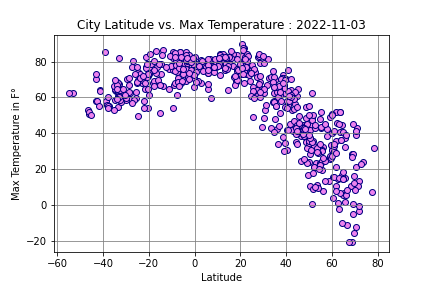 City Latitude vs. Max Temperature : 2022-11-03
Max Temperature in F°
80
60
40
20
0
−20
−60 −40 −20 0 20 40 60 80
Latitude